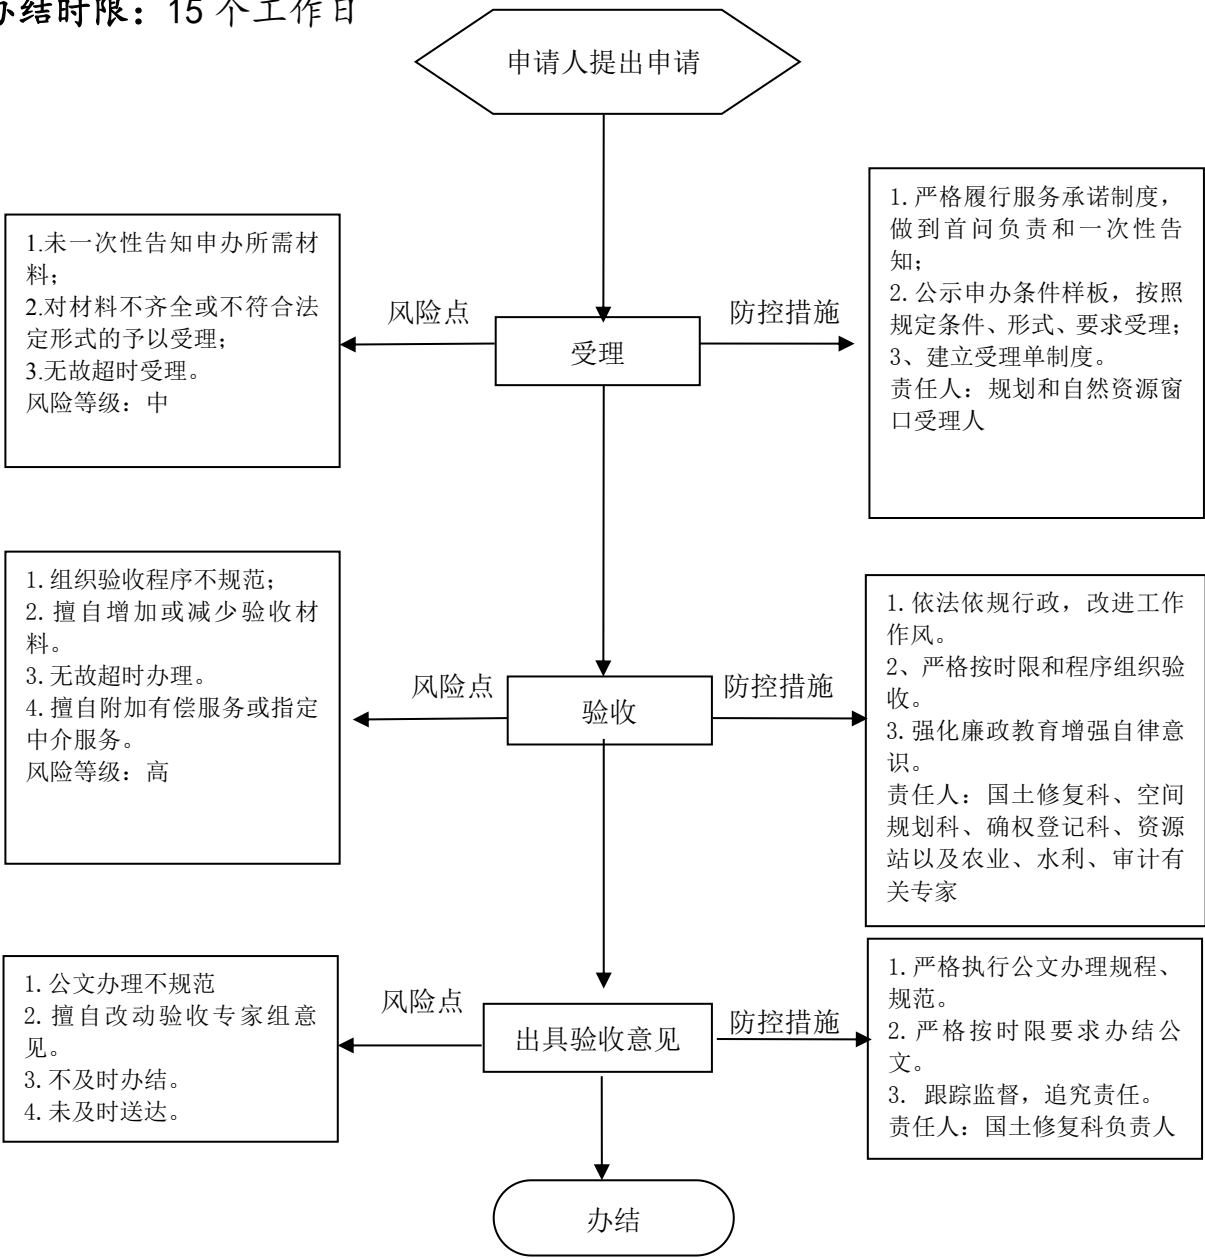 办结时限：15 个工作日
申请人提出申请
1.未一次性告知申办所需材
料；
2.对材料不齐全或不符合法
定形式的予以受理；
3.无故超时受理。
风险等级：中
风险点
受理
防控措施
1.严格履行服务承诺制度，
做到首问负责和一次性告
知；
2.公示申办条件样板，按照
规定条件、形式、要求受理；
3、建立受理单制度。
责任人：规划和自然资源窗
口受理人
1.组织验收程序不规范；
2.擅自增加或减少验收材
料。
3.无故超时办理。
4.擅自附加有偿服务或指定
中介服务。
风险等级：高
风险点
验收
防控措施
1.依法依规行政，改进工作
作风。
2、严格按时限和程序组织验
收。
3.强化廉政教育增强自律意
识。
责任人：国土修复科、空间
规划科、确权登记科、资源
站以及农业、水利、审计有
关专家
1.公文办理不规范
2.擅自改动验收专家组意
见。
3.不及时办结。
4.未及时送达。
风险点
出具验收意见
防控措施
1.严格执行公文办理规程、
规范。
2.严格按时限要求办结公
文。
3. 跟踪监督，追究责任。
责任人：国土修复科负责人
办结